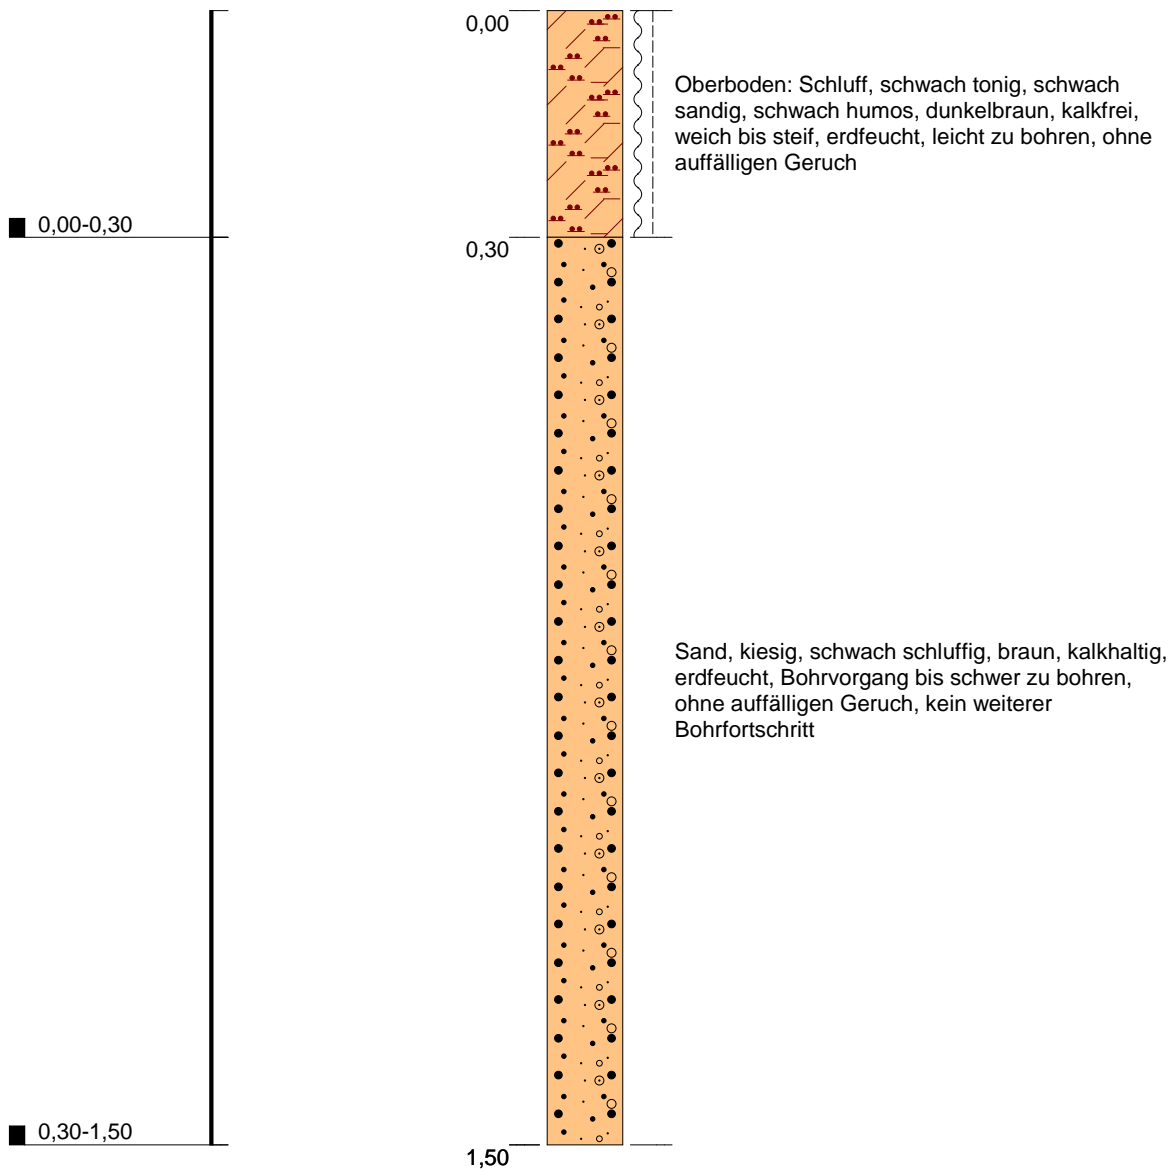 0,00
Oberboden: Schluff, schwach tonig, schwach
sandig, schwach humos, dunkelbraun, kalkfrei,
weich bis steif, erdfeucht, leicht zu bohren, ohne
auffälligen Geruch
0,00-0,30
0,30
Sand, kiesig, schwach schluffig, braun, kalkhaltig,
erdfeucht, Bohrvorgang bis schwer zu bohren,
ohne auffälligen Geruch, kein weiterer
Bohrfortschritt
0,30-1,50
1,50